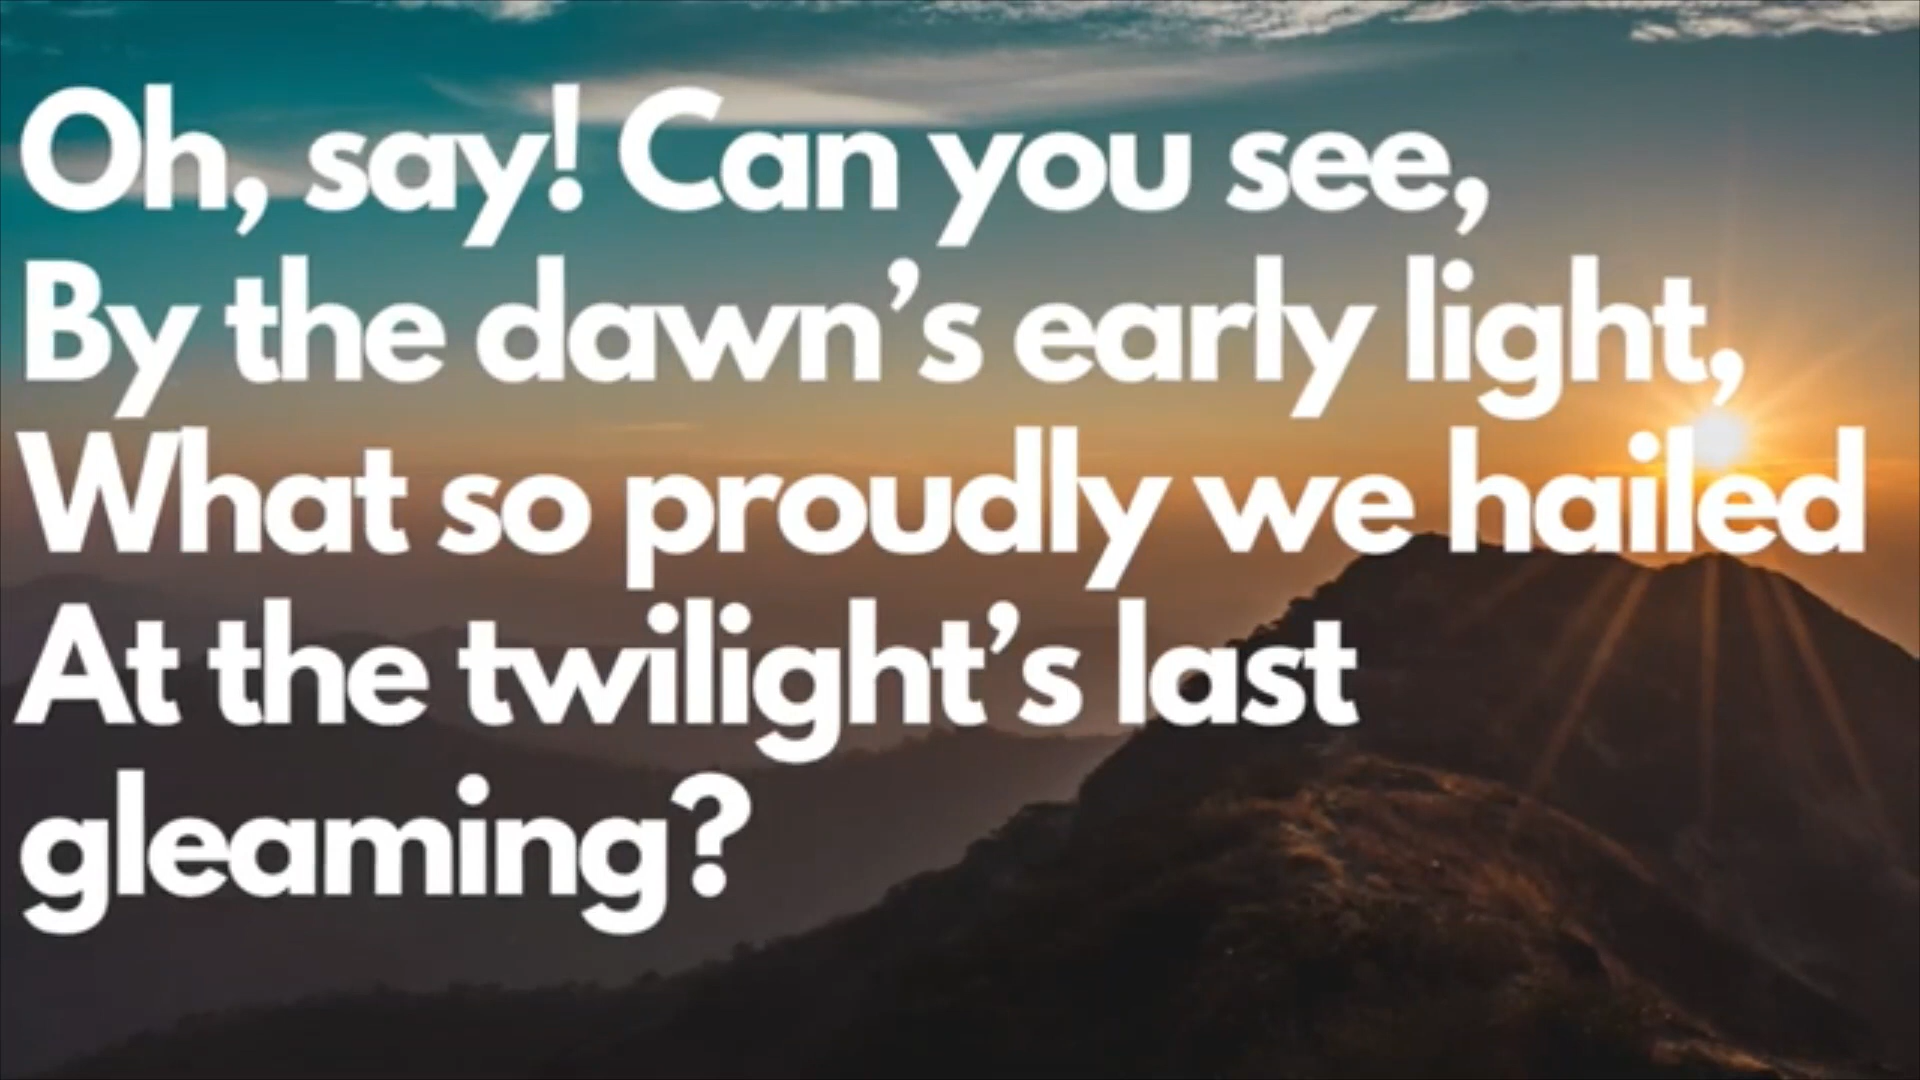 Oh, say! Can you see,
By the dawn’s early light,
What so proudly we hailed
At the twilight’s last
gleaming?